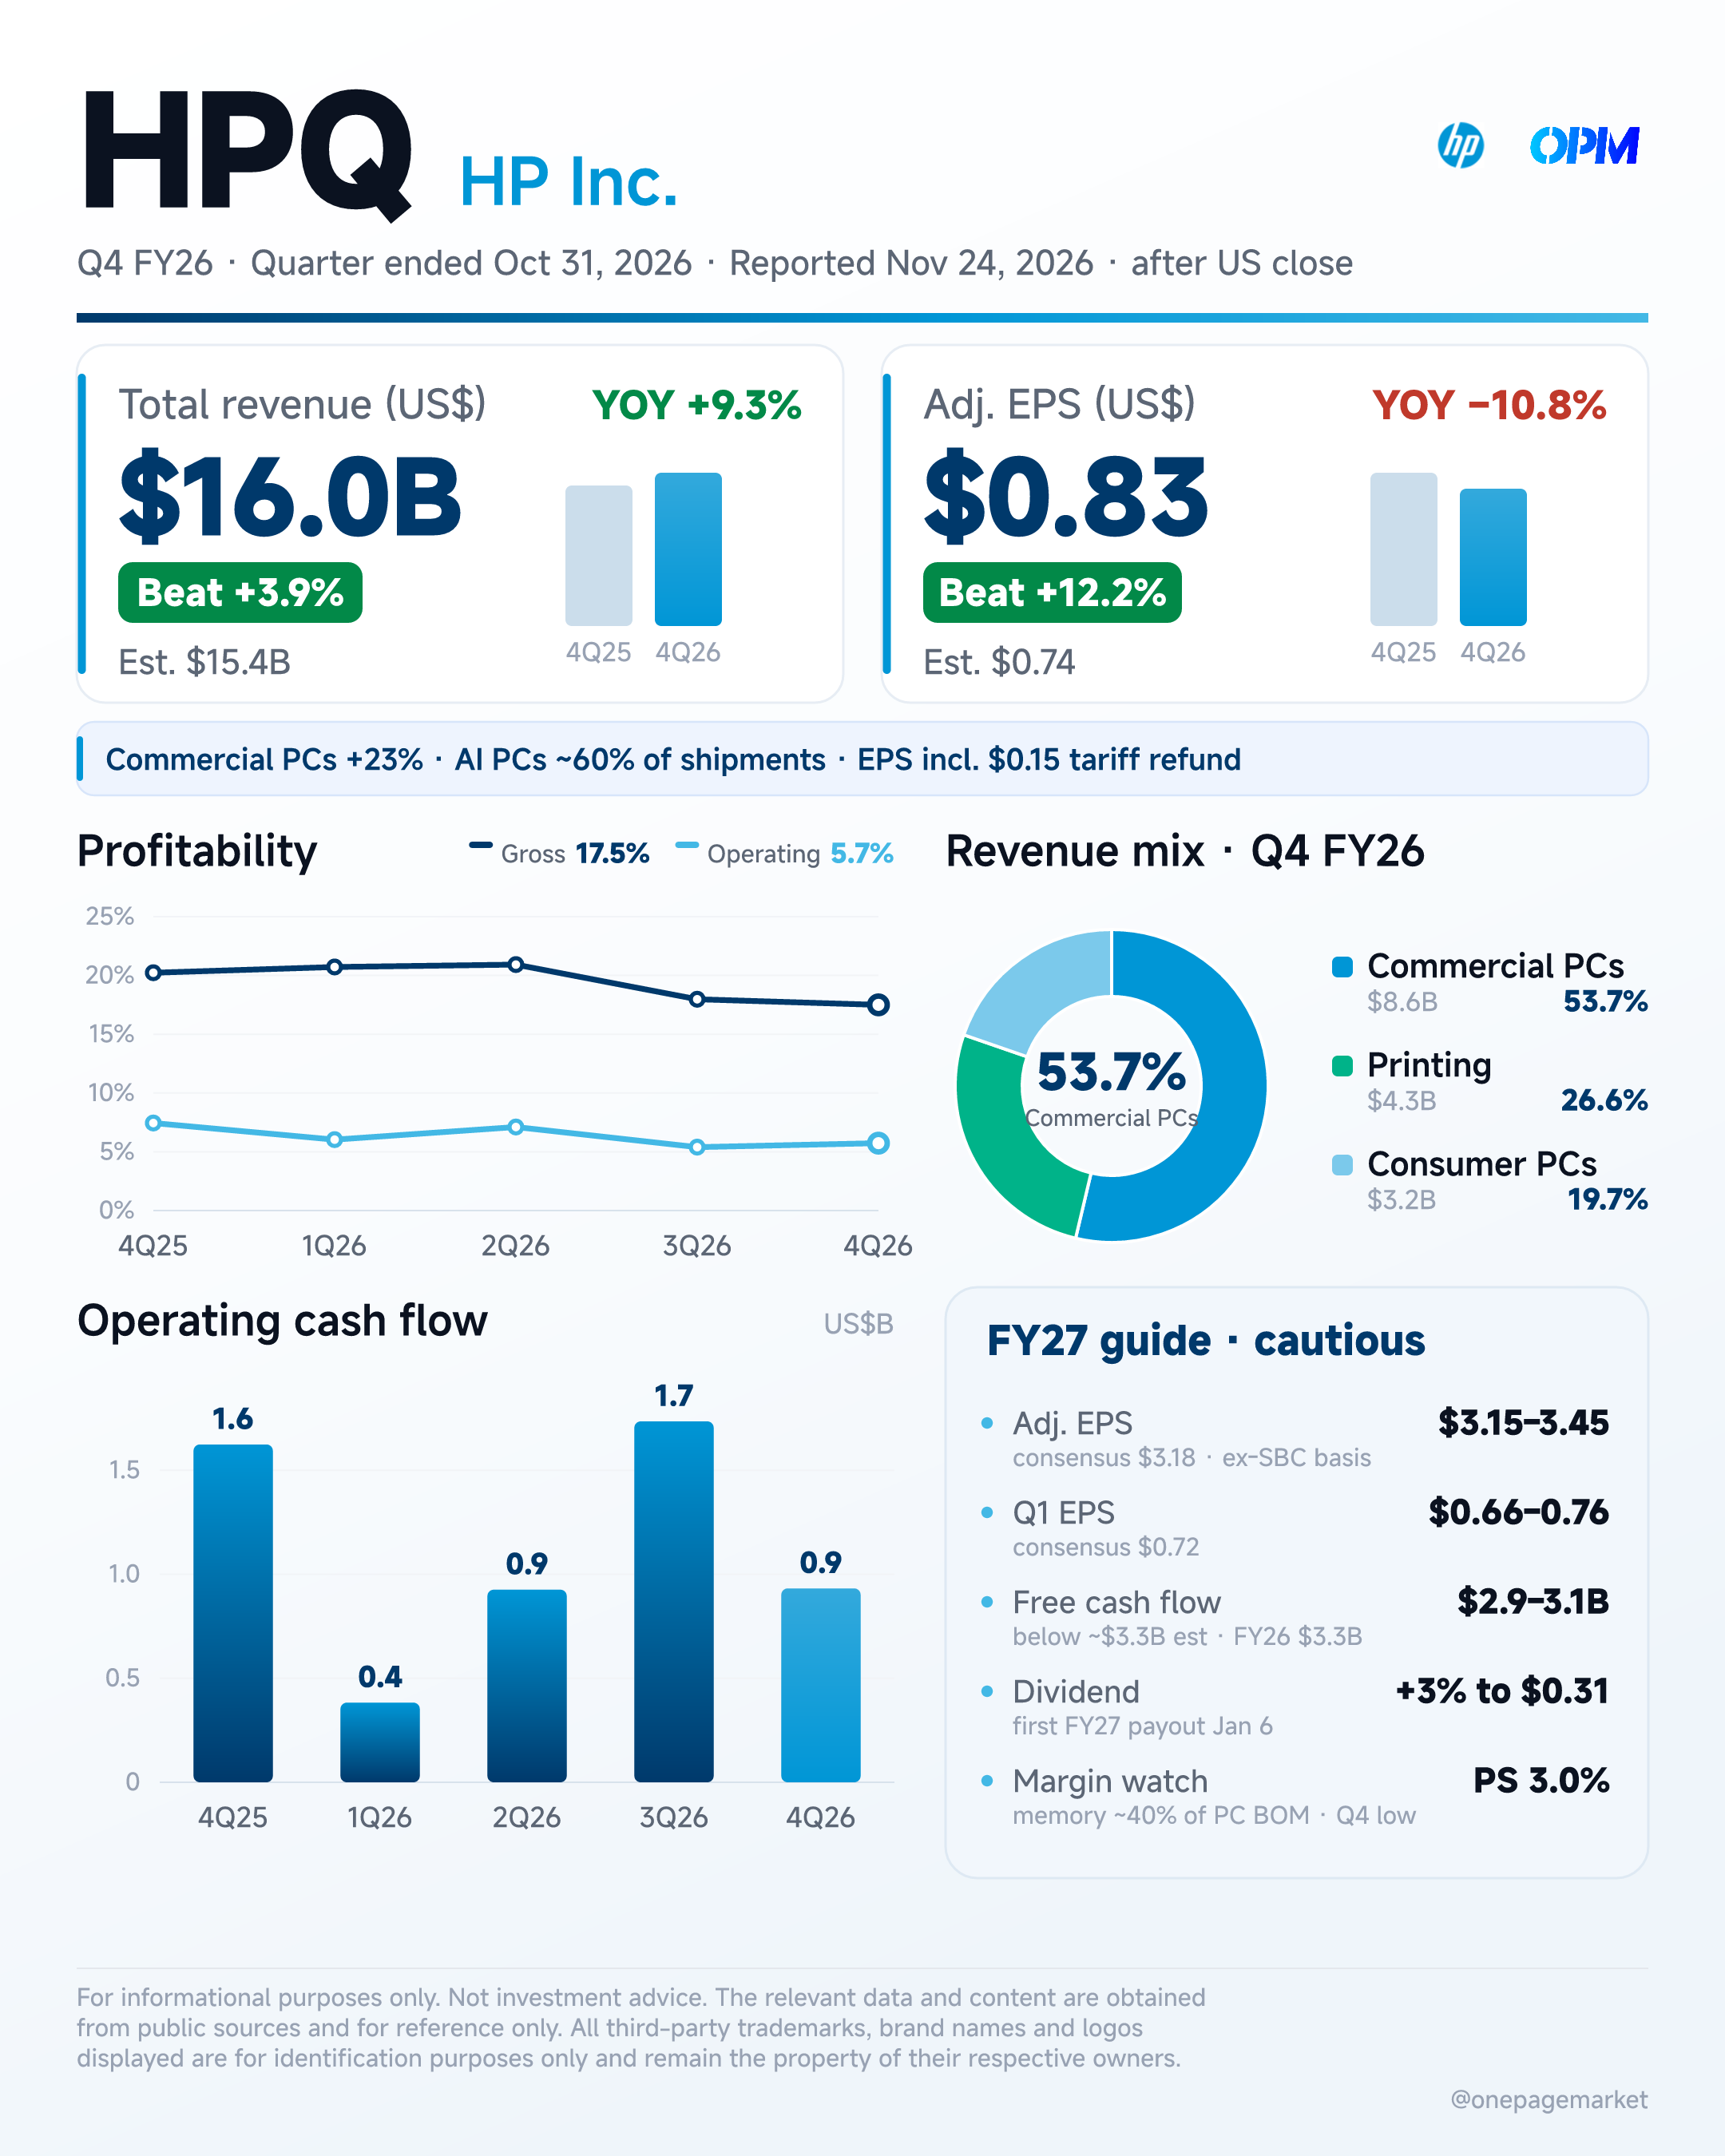 HPQ HP Inc.
hp OPM
Q4 FY26 · Quarter ended Oct 31, 2026 · Reported Nov 24, 2026 · after US close
Total revenue (US$) YOY +9.3%
$16.0B
Beat +3.9%
Est. $15.4B
4Q25 4Q26
Adj. EPS (US$) YOY −10.8%
$0.83
Beat +12.2%
Est. $0.74
4Q25 4Q26
Commercial PCs +23% · AI PCs ~60% of shipments · EPS incl. $0.15 tariff refund
Profitability
Gross 17.5% Operating 5.7%
25%
20%
15%
10%
5%
0%
4Q25 1Q26 2Q26 3Q26 4Q26
Revenue mix · Q4 FY26
53.7%
Commercial PCs
Commercial PCs
$8.6B 53.7%
Printing
$4.3B 26.6%
Consumer PCs
$3.2B 19.7%
Operating cash flow US$B
1.5
1.0
0.5
0
1.6
0.4
0.9
1.7
0.9
4Q25 1Q26 2Q26 3Q26 4Q26
FY27 guide · cautious
Adj. EPS $3.15–3.45
consensus $3.18 · ex-SBC basis
Q1 EPS $0.66–0.76
consensus $0.72
Free cash flow $2.9–3.1B
below ~$3.3B est · FY26 $3.3B
Dividend +3% to $0.31
first FY27 payout Jan 6
Margin watch PS 3.0%
memory ~40% of PC BOM · Q4 low
For informational purposes only. Not investment advice. The relevant data and content are obtained
from public sources and for reference only. All third-party trademarks, brand names and logos
displayed are for identification purposes only and remain the property of their respective owners.
@onepagemarket